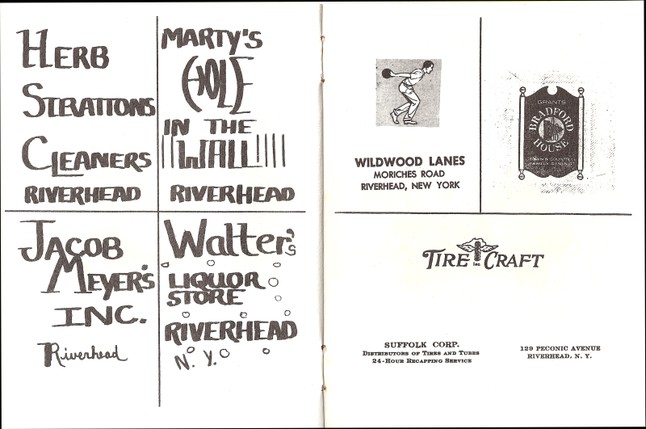 HERB
STRATTONS
CLEANERS
RIVERHEAD
MARTY'S
HOLE
IN THE
WALL
RIVERHEAD
JACOB
MEYER'S
INC.
Riverhead
Walter's
LIQUOR
STORE
RIVERHEAD
N. Y.
WILDWOOD LANES
MORICHES ROAD
RIVERHEAD, NEW YORK
GRANTS
BRADFORD
HOUSE
TIRE CRAFT
INC
SUFFOLK CORP.
DISTRIBUTORS OF TIRES AND TUBES
24-HOUR RECAPPING SERVICE
129 PECONIC AVENUE
RIVERHEAD, N. Y.